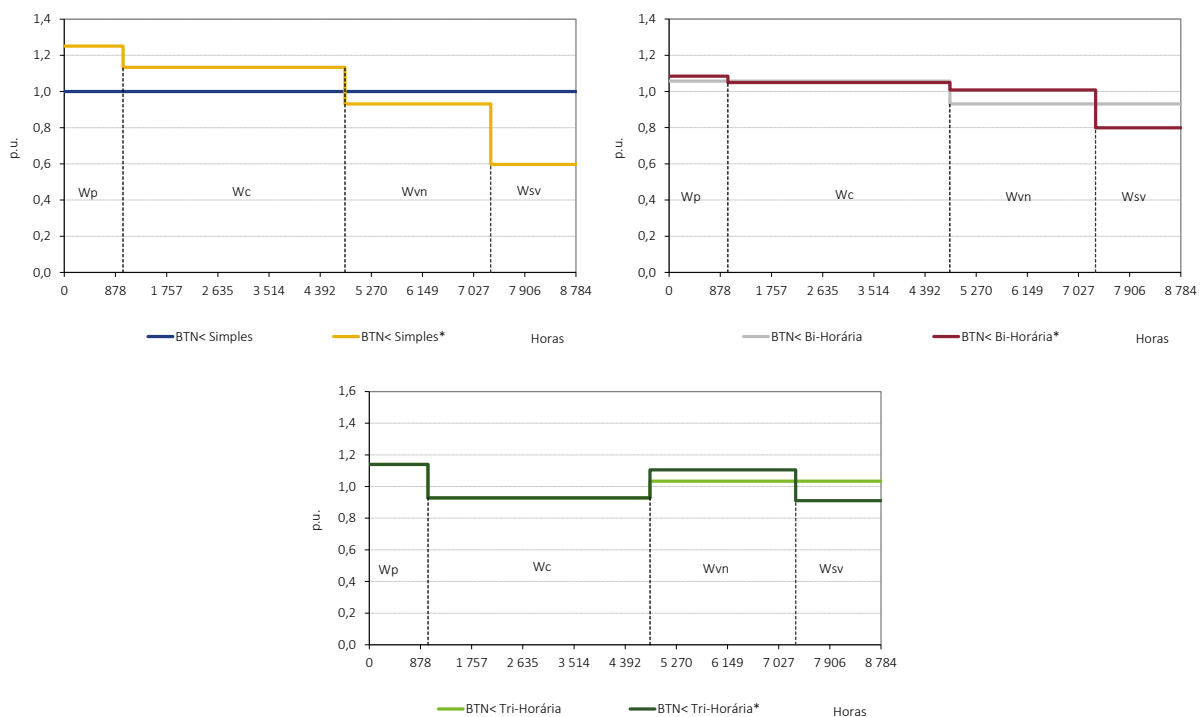 1,4
1,2
1,0
0,8
0,6
0,4
0,2
0,0
p.u.
Wp
Wc
Wvn
Wsv
0 878 1 757 2 635 3 514 4 392 5 270 6 149 7 027 7 906 8 784
BTN< Simples BTN< Simples* Horas
1,4
1,2
1,0
0,8
0,6
0,4
0,2
0,0
p.u.
Wp
Wc
Wvn
Wsv
0 878 1 757 2 635 3 514 4 392 5 270 6 149 7 027 7 906 8 784
BTN< Bi-Horária BTN< Bi-Horária* Horas
1,6
1,4
1,2
1,0
0,8
0,6
0,4
0,2
0,0
p.u.
Wp
Wc
Wvn
Wsv
0 878 1 757 2 635 3 514 4 392 5 270 6 149 7 027 7 906 8 784
BTN< Tri-Horária BTN< Tri-Horária* Horas